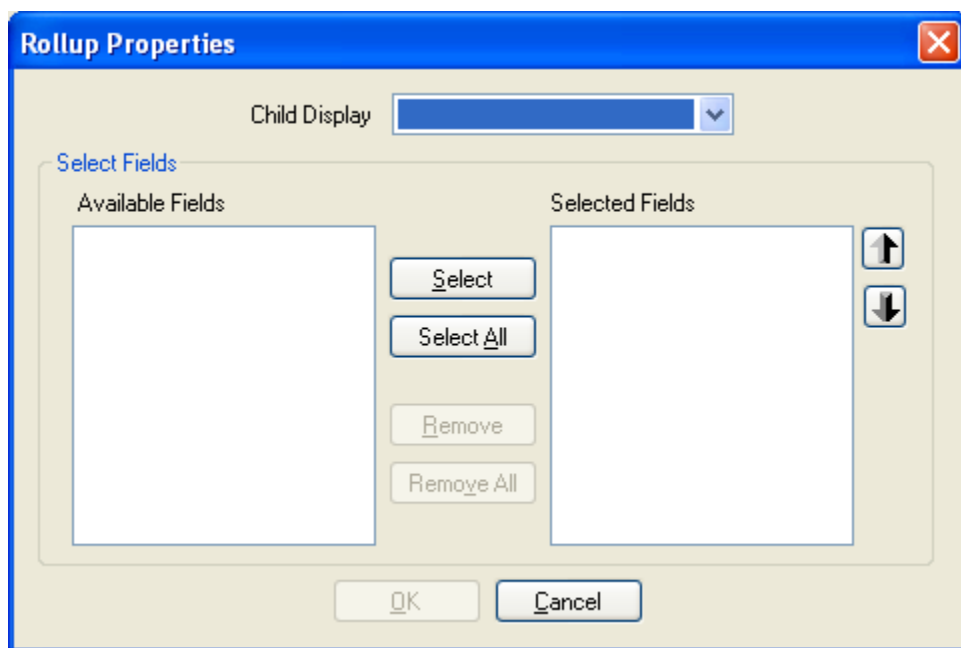 Rollup Properties
Child Display
Select Fields
Available Fields
Selected Fields
Select
Select All
Remove
Remove All
OK
Cancel